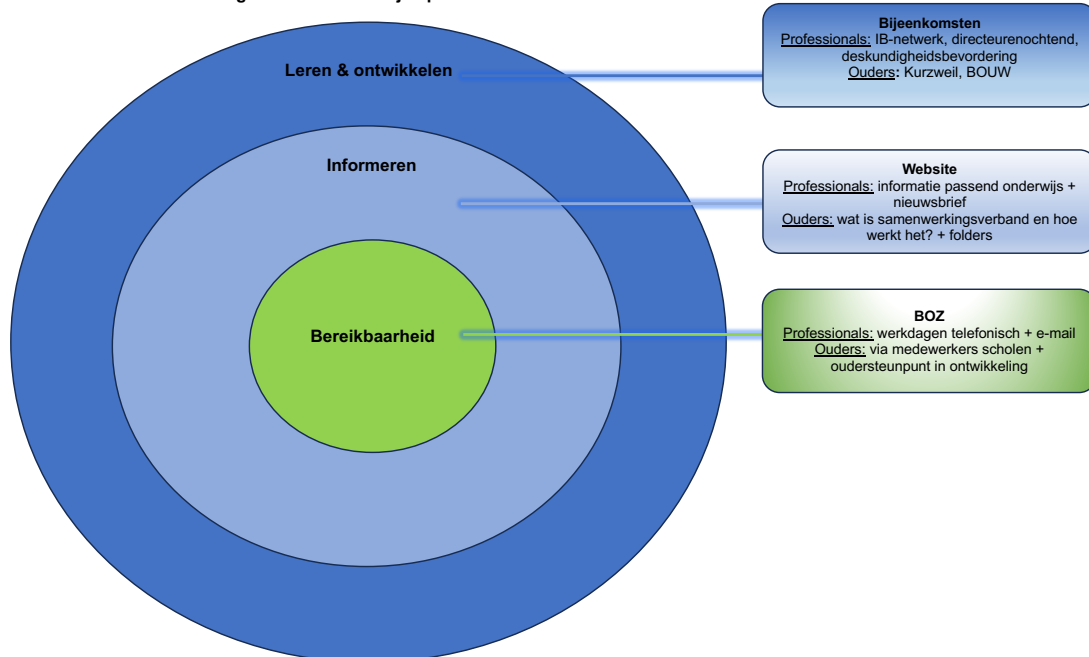 Leren & ontwikkelen
Informeren
Bereikbaarheid
Bijeenkomsten
Professionals: IB-netwerk, directeurenochtend,
deskundigheidsbevordering
Ouders: Kurzweil, BOUW
Website
Professionals: informatie passend onderwijs +
nieuwsbrief
Ouders: wat is samenwerkingsverband en hoe
werkt het? + folders
BOZ
Professionals: werkdagen telefonisch + e-mail
Ouders: via medewerkers scholen +
oudersteunpunt in ontwikkeling